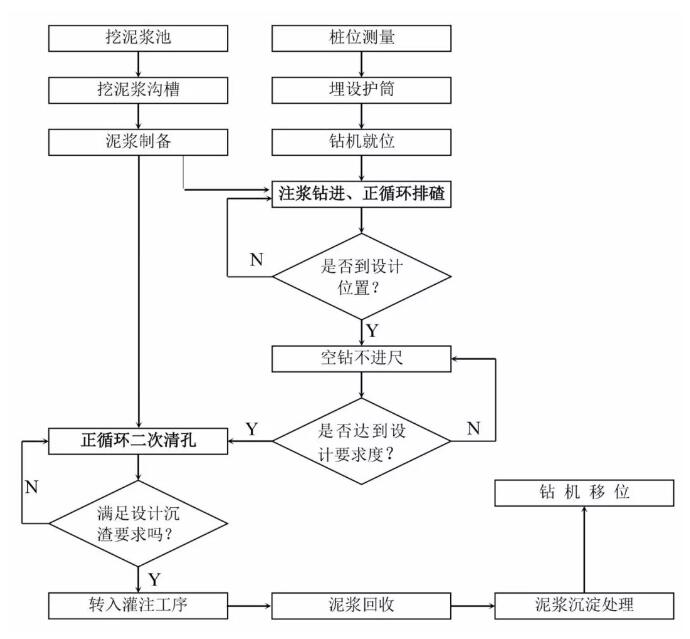 挖泥浆池
桩位测量
挖泥浆沟槽
埋设护筒
泥浆制备
钻机就位
注浆钻进、正循环排碴
N
是否到设计
位置？
Y
空钻不进尺
Y
是否达到设
计要求度？
N
正循环二次清孔
N
满足设计沉
渣要求吗？
钻 机 移 位
Y
转入灌注工序
泥浆回收
泥浆沉淀处理